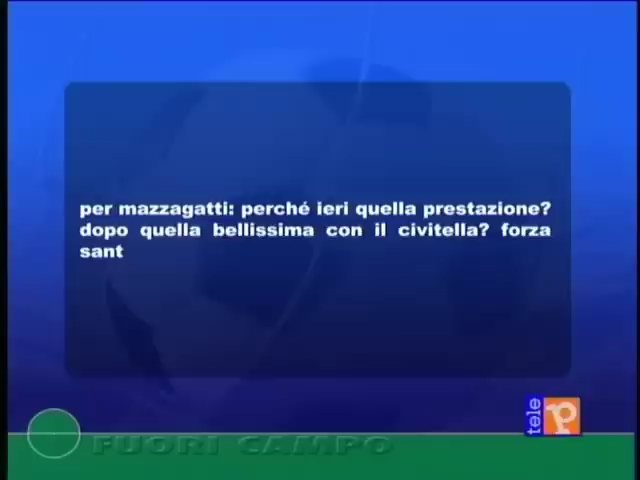 per mazzagatti: perché ieri quella prestazione?
dopo quella bellissima con il civitella? forza
sant
tele p
FUORI CAMPO